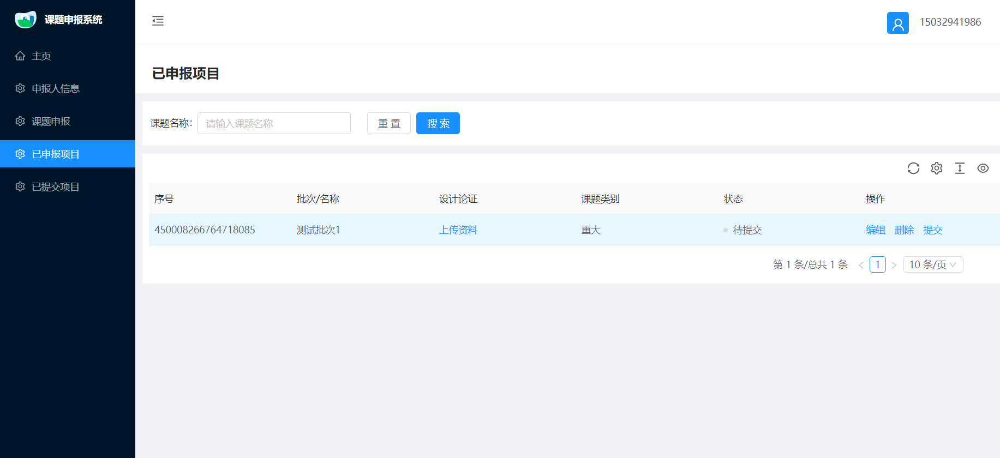 课题申报系统
主页
申报人信息
课题申报
已申报项目
已提交项目
15032941986
已申报项目
课题名称: 请输入课题名称 重 置 搜 索
序号 批次/名称 设计论证 课题类别 状态 操作
450008266764718085 测试批次1 上传资料 重大 待提交 编辑 删除 提交
第 1 条/总共 1 条 < 1 > 10 条/页